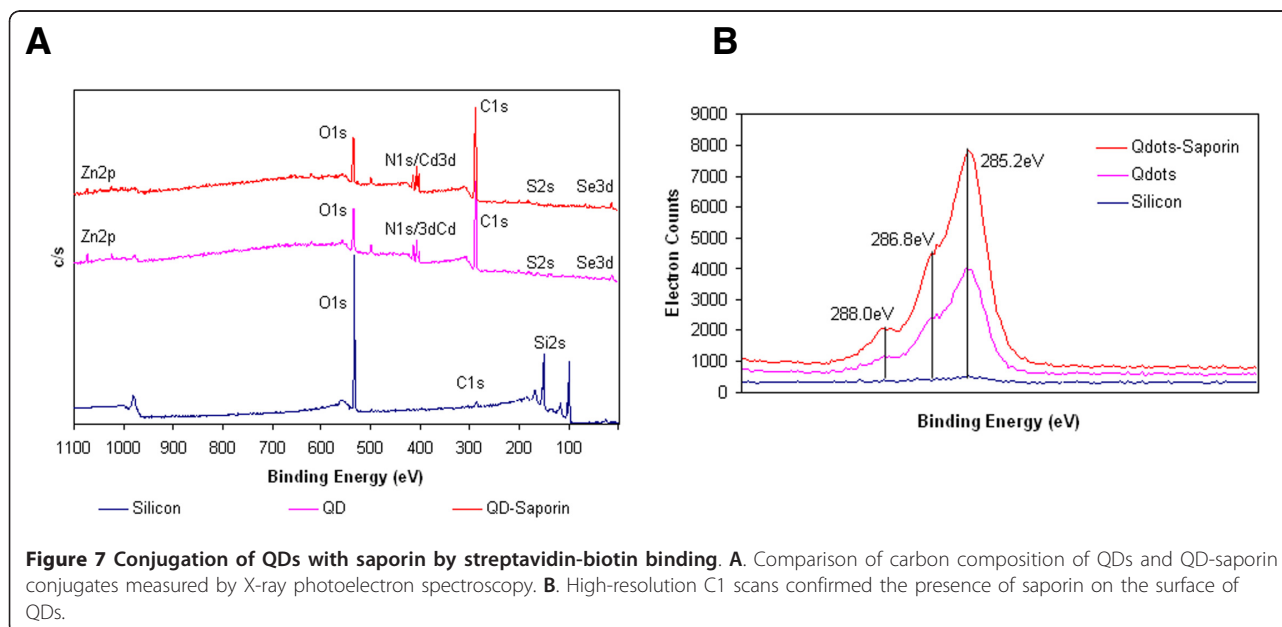 A
B
C1s
O1s
N1s/Cd3d
Zn2p
S2s
Se3d
O1s
C1s
N1s/3dCd
Zn2p
S2s
Se3d
O1s
Si2s
C1s
c/s
1100 1000 900 800 700 600 500 400 300 200 100
Binding Energy (eV)
Silicon
QD
QD-Saporin
9000
8000
7000
6000
5000
4000
3000
2000
1000
0
Electron Counts
Qdots-Saporin
Qdots
Silicon
285.2eV
286.8eV
288.0eV
Binding Energy (eV)
Figure 7 Conjugation of QDs with saporin by streptavidin-biotin binding. A. Comparison of carbon composition of QDs and QD-saporin
conjugates measured by X-ray photoelectron spectroscopy. B. High-resolution C1 scans confirmed the presence of saporin on the surface of
QDs.